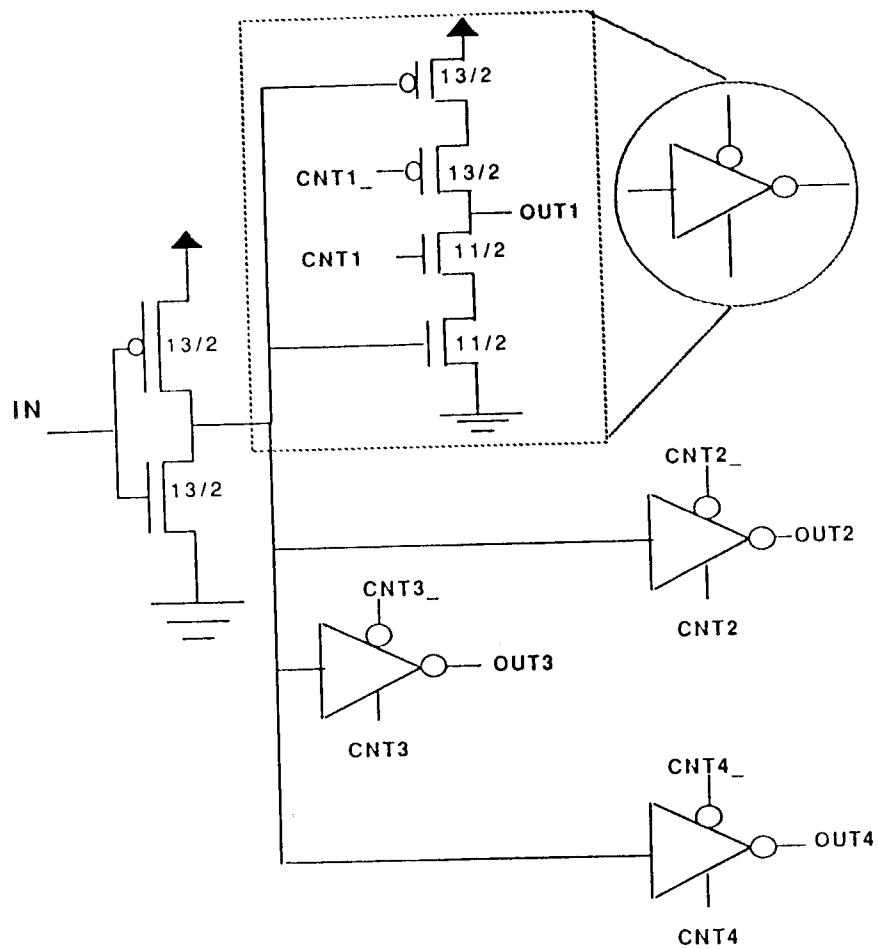 13/2
CNT1_
13/2
OUT1
CNT1
11/2
13/2
11/2
IN
13/2
CNT2_
OUT2
CNT3_
CNT2
OUT3
CNT3
CNT4_
OUT4
CNT4